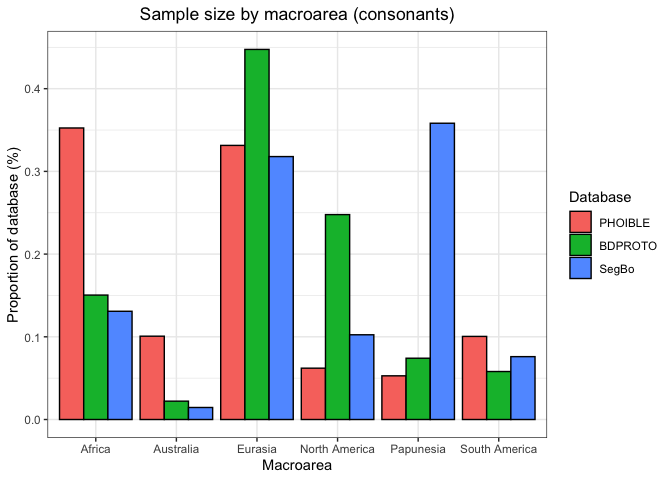 Sample size by macroarea (consonants)
Proportion of database (%)
0.4
0.3
0.2
0.1
0.0
Africa
Australia
Eurasia
North America
Papunesia
South America
Macroarea
Database
PHOIBLE
BDPROTO
SegBo